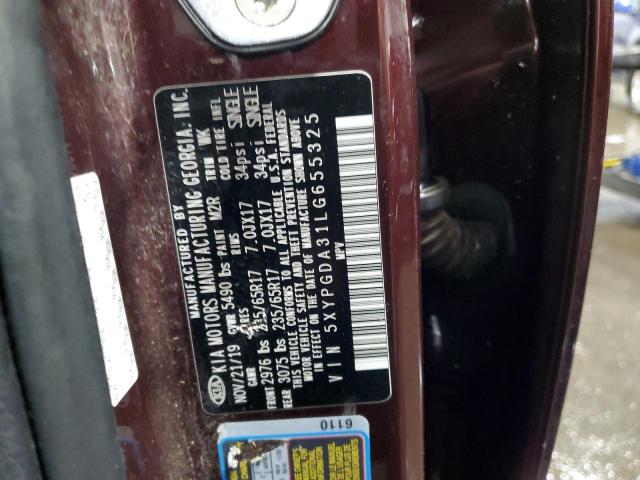 MANUFACTURED BY
KIA KIA MOTORS MANUFACTURING GEORGIA, INC.
NOV/21/19 GVWR 5490 lbs PAINT M2R TRIM WK
GAWR TIRES RIMS COLD TIRE INFL
FRONT 2976 lbs 235/65R17 7.0JX17 34psi SINGLE
REAR 3075 lbs 235/65R17 7.0JX17 34psi SINGLE
THIS VEHICLE CONFORMS TO ALL APPLICABLE U.S.A. FEDERAL
MOTOR VEHICLE SAFETY AND THEFT PREVENTION STANDARDS
IN EFFECT ON THE DATE OF MANUFACTURE SHOWN ABOVE
VIN 5XYPGDA31LG655325
MPV
6110